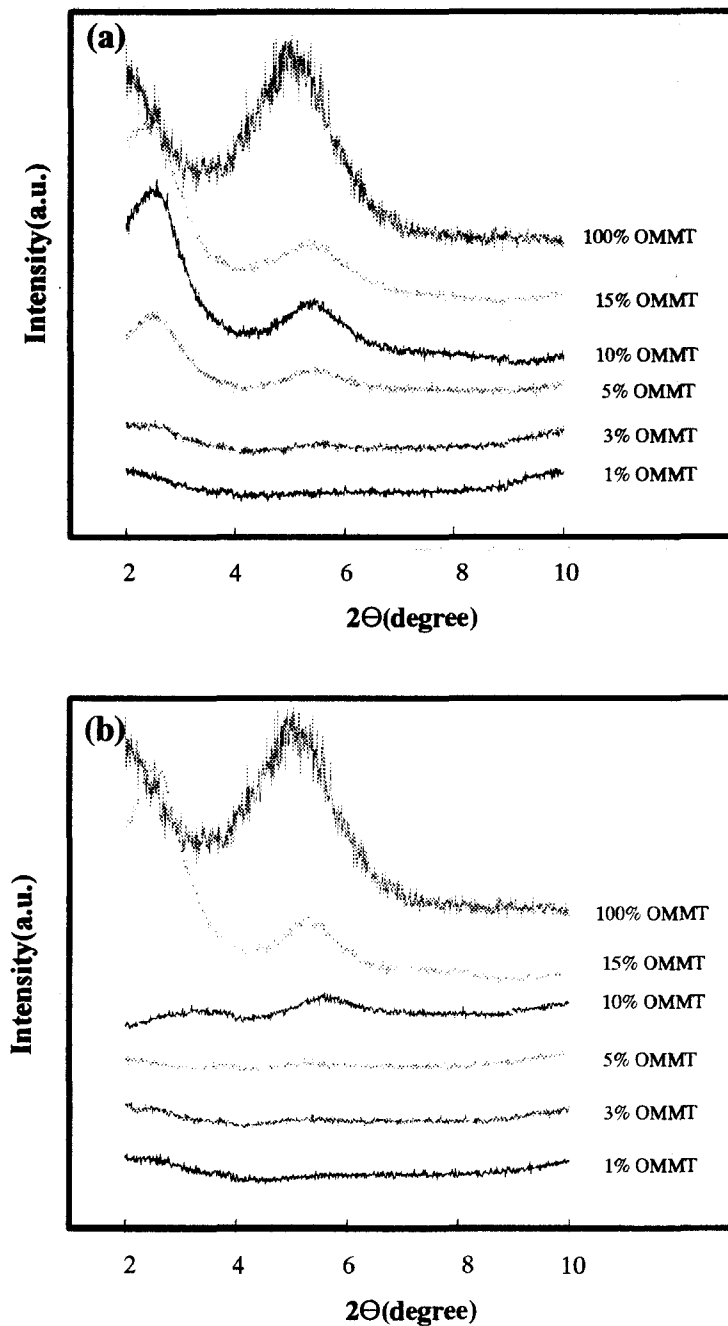 (a)
Intensity(a.u.)
100% OMMT
15% OMMT
10% OMMT
5% OMMT
3% OMMT
1% OMMT
2 4 6 8 10
2Θ(degree)
(b)
Intensity(a.u.)
100% OMMT
15% OMMT
10% OMMT
5% OMMT
3% OMMT
1% OMMT
2 4 6 8 10
2Θ(degree)